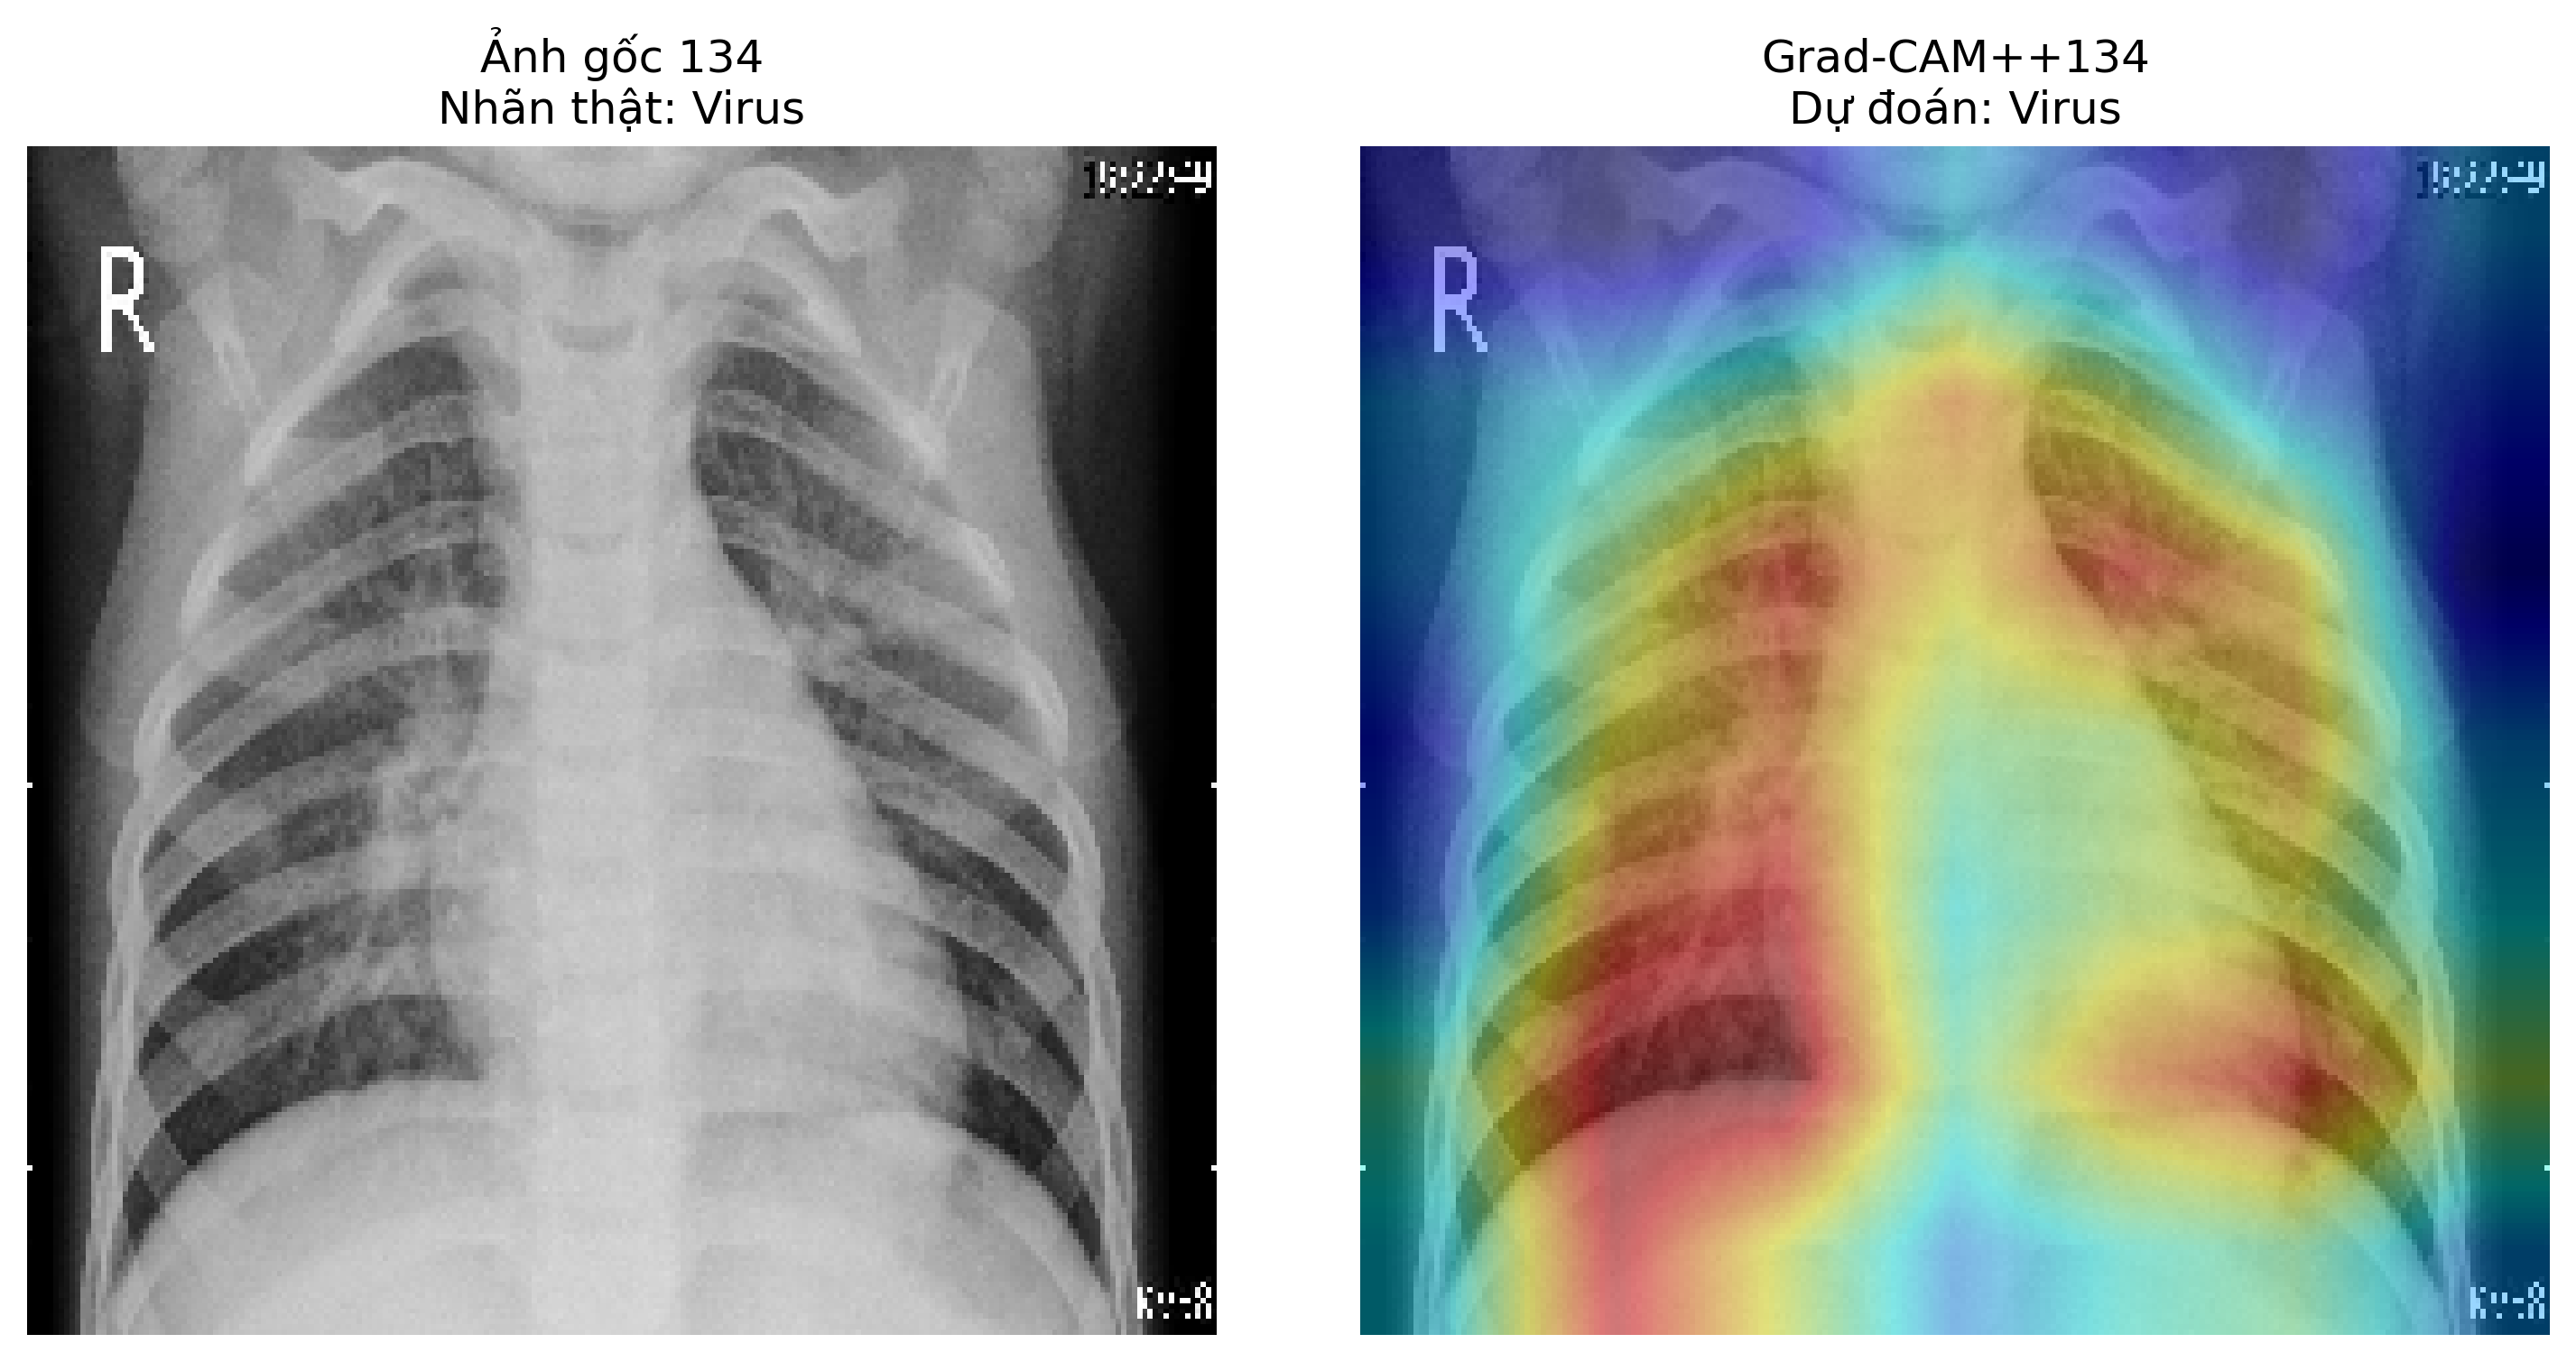 Ảnh gốc 134
Nhãn thật: Virus
Grad-CAM++134
Dự đoán: Virus
R
R